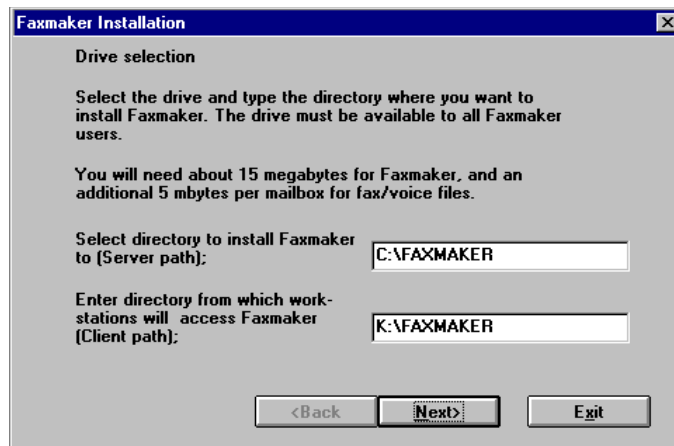 Faxmaker Installation
Drive selection
Select the drive and type the directory where you want to
install Faxmaker. The drive must be available to all Faxmaker
users.
You will need about 15 megabytes for Faxmaker, and an
additional 5 mbytes per mailbox for fax/voice files.
Select directory to install Faxmaker
to (Server path);
C:\FAXMAKER
Enter directory from which work-
stations will access Faxmaker
(Client path);
K:\FAXMAKER
<Back Next> Exit